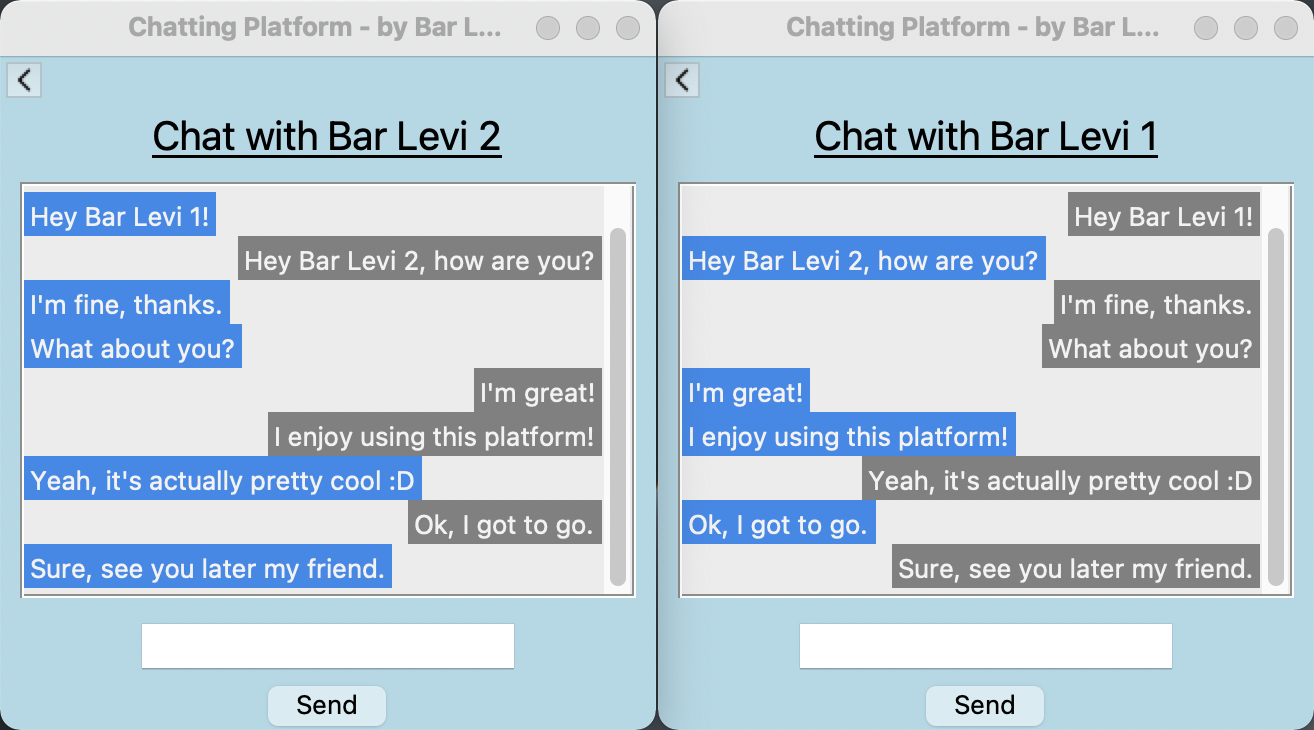 Chatting Platform - by Bar L...
Chat with Bar Levi 2
Hey Bar Levi 1!
Hey Bar Levi 2, how are you?
I'm fine, thanks.
What about you?
I'm great!
I enjoy using this platform!
Yeah, it's actually pretty cool :D
Ok, I got to go.
Sure, see you later my friend.
Send
Chatting Platform - by Bar L...
Chat with Bar Levi 1
Hey Bar Levi 1!
Hey Bar Levi 2, how are you?
I'm fine, thanks.
What about you?
I'm great!
I enjoy using this platform!
Yeah, it's actually pretty cool :D
Ok, I got to go.
Sure, see you later my friend.
Send